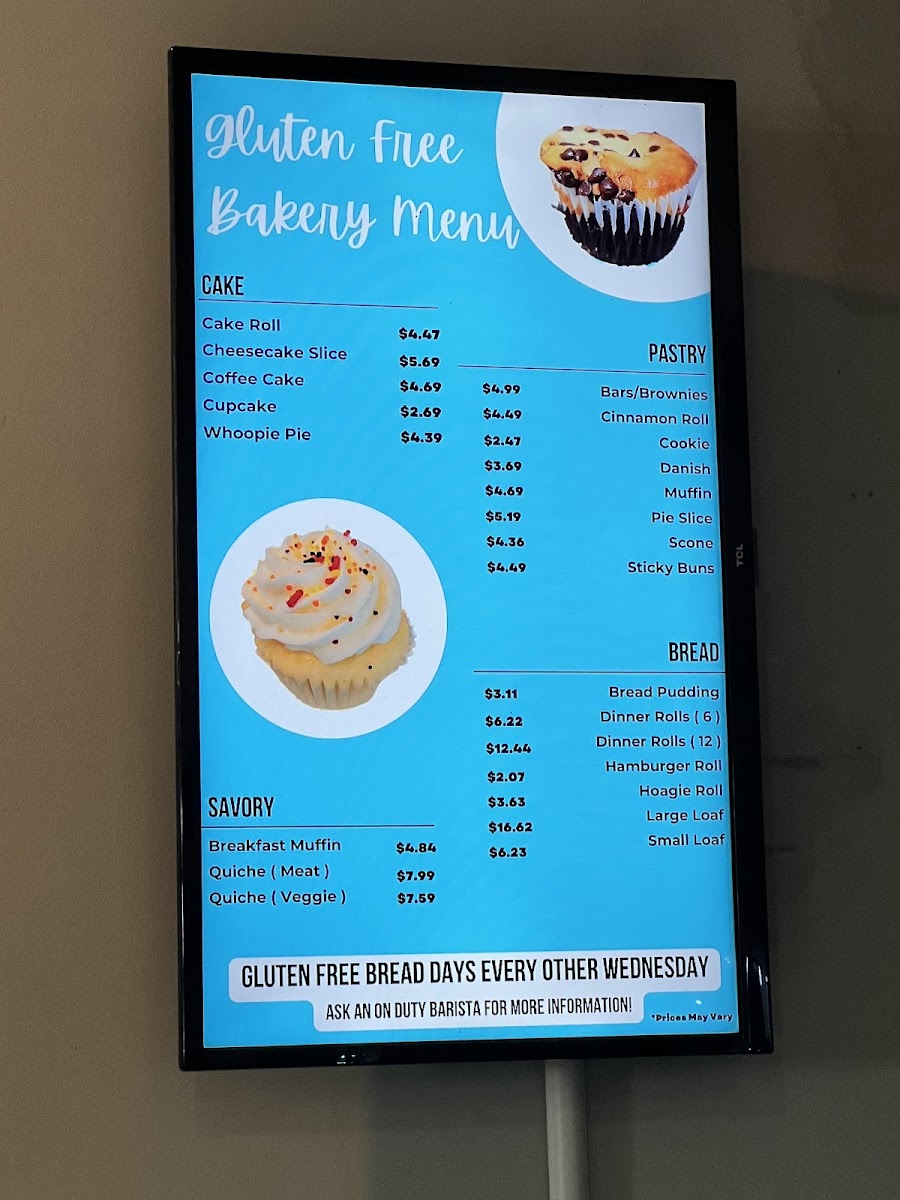 Gluten Free
Bakery Menu
CAKE
Cake Roll $4.47
Cheesecake Slice $5.69
Coffee Cake $4.69
Cupcake $2.69
Whoopie Pie $4.39
PASTRY
$4.99 Bars/Brownies
$4.49 Cinnamon Roll
$2.47 Cookie
$3.69 Danish
$4.69 Muffin
$5.19 Pie Slice
$4.36 Scone
$4.49 Sticky Buns
BREAD
$3.11 Bread Pudding
$6.22 Dinner Rolls ( 6 )
$12.44 Dinner Rolls ( 12 )
$2.07 Hamburger Roll
$3.63 Hoagie Roll
$16.62 Large Loaf
$6.23 Small Loaf
SAVORY
Breakfast Muffin $4.84
Quiche ( Meat ) $7.99
Quiche ( Veggie ) $7.59
GLUTEN FREE BREAD DAYS EVERY OTHER WEDNESDAY
ASK AN ON DUTY BARISTA FOR MORE INFORMATION!
*Prices May Vary
TCL